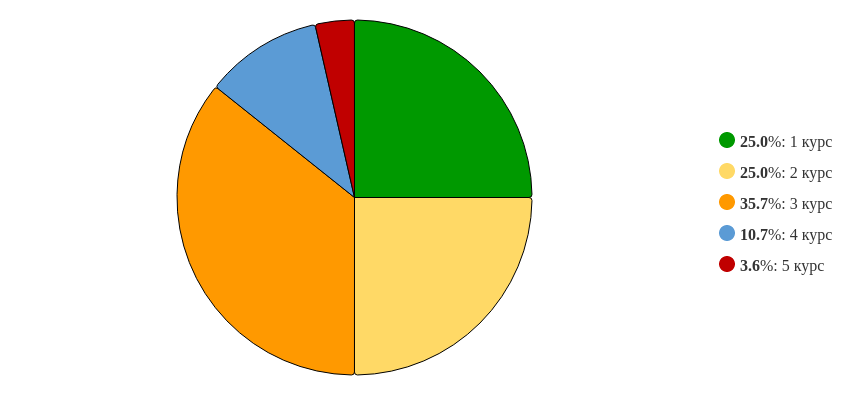 25.0%: 1 курс
25.0%: 2 курс
35.7%: 3 курс
10.7%: 4 курс
3.6%: 5 курс